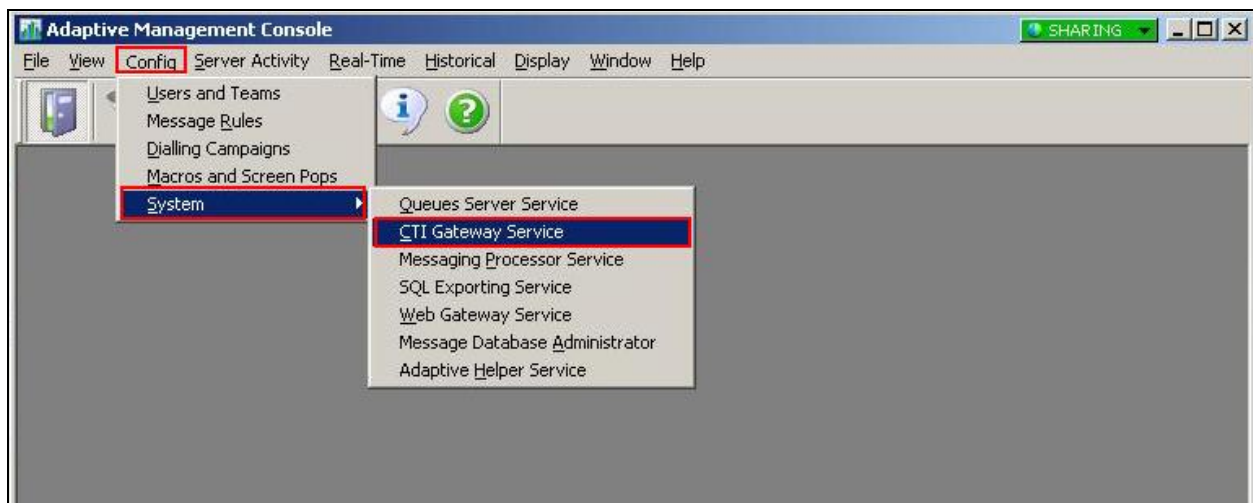 Adaptive Management Console
SHARING
File View Config Server Activity Real-Time Historical Display Window Help
Users and Teams
Message Rules
Dialling Campaigns
Macros and Screen Pops
System
Queues Server Service
CTI Gateway Service
Messaging Processor Service
SQL Exporting Service
Web Gateway Service
Message Database Administrator
Adaptive Helper Service